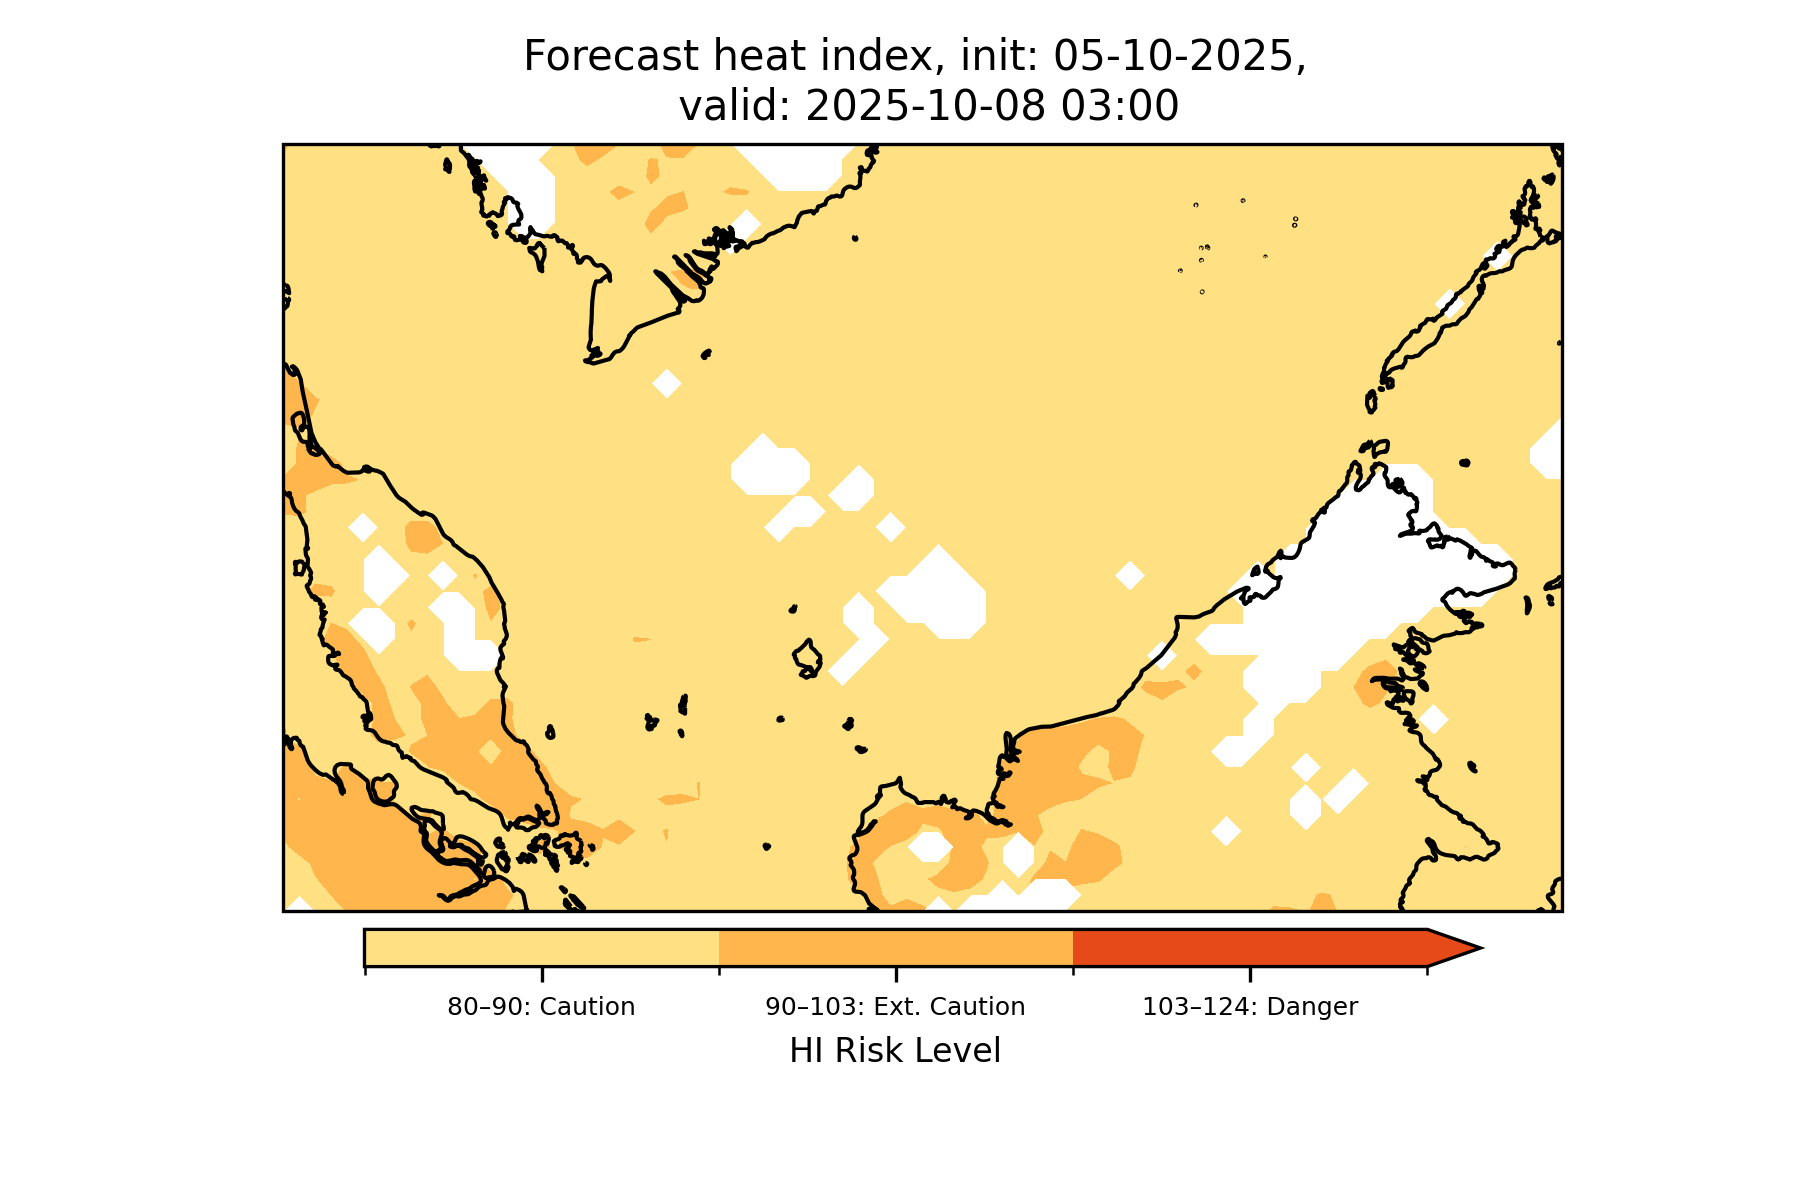 Forecast heat index, init: 05-10-2025,
valid: 2025-10-08 03:00
80–90: Caution
90–103: Ext. Caution
103–124: Danger
HI Risk Level